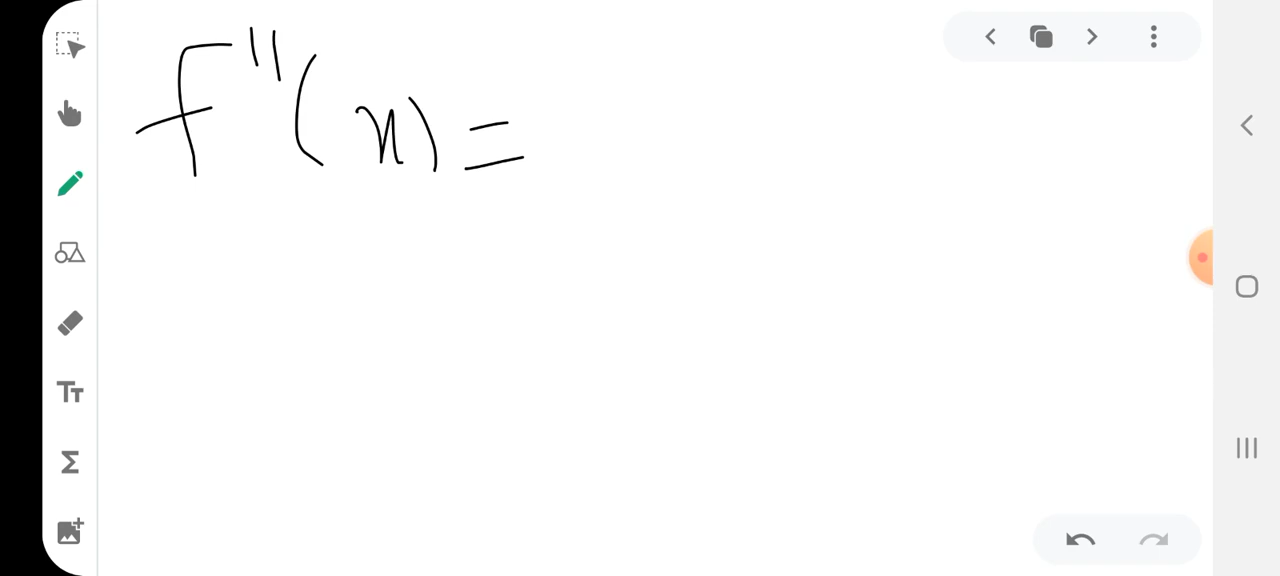 f''(x) =